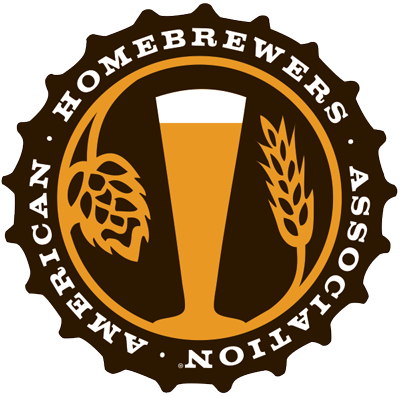 AMERICAN · HOMEBREWERS · ASSOCIATION ·
®